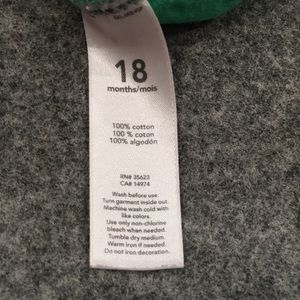 18
months/mois
100% cotton
100 % coton
100% algodón
RN# 35623
CA# 14974
Wash before use.
Turn garment inside out.
Machine wash cold with
like colors.
Use only non-chlorine
bleach when needed.
Tumble dry medium.
Warm iron if needed.
Do not iron decoration.